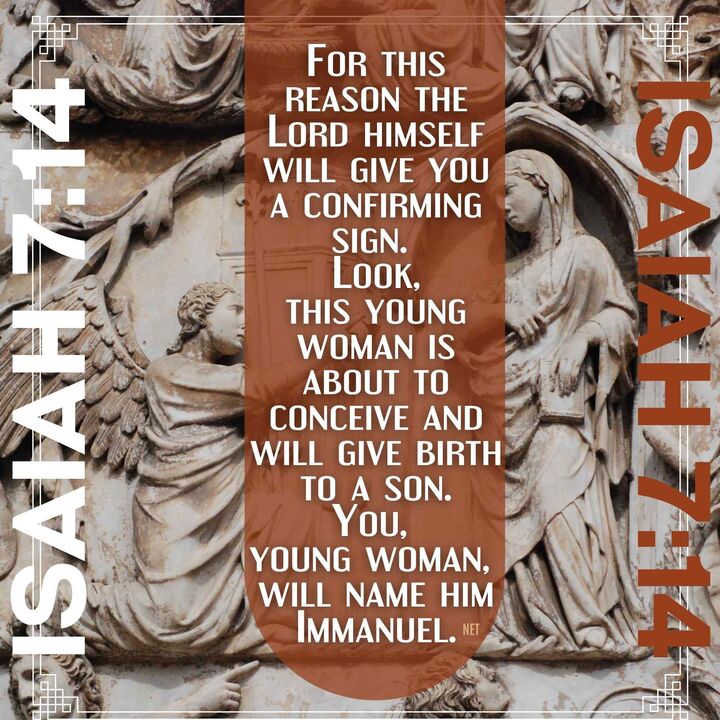 ISAIAH 7:14
FOR THIS
REASON THE
LORD HIMSELF
WILL GIVE YOU
A CONFIRMING
SIGN.
LOOK,
THIS YOUNG
WOMAN IS
ABOUT TO
CONCEIVE AND
WILL GIVE BIRTH
TO A SON.
YOU,
YOUNG WOMAN,
WILL NAME HIM
IMMANUEL. NET
ISAIAH 7:14